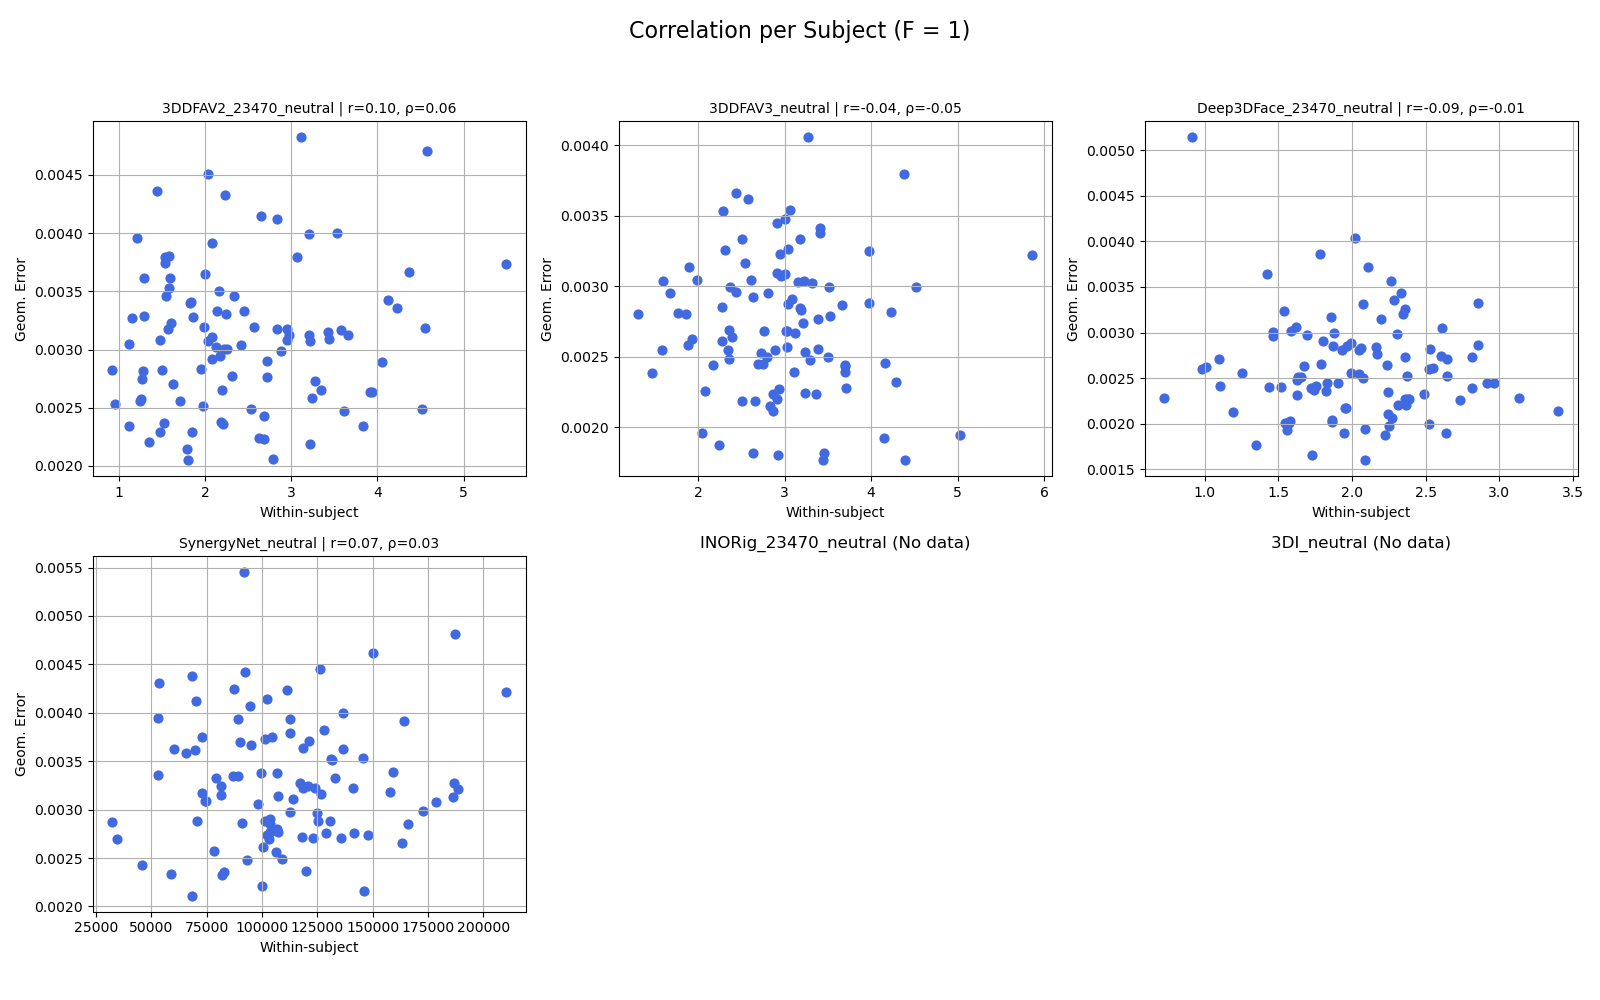 Correlation per Subject (F = 1)
3DDFAV2_23470_neutral | r=0.10, ρ=0.06
Geom. Error
0.0045
0.0040
0.0035
0.0030
0.0025
0.0020
1 2 3 4 5
Within-subject
3DDFAV3_neutral | r=-0.04, ρ=-0.05
Geom. Error
0.0040
0.0035
0.0030
0.0025
0.0020
2 3 4 5 6
Within-subject
Deep3DFace_23470_neutral | r=-0.09, ρ=-0.01
Geom. Error
0.0050
0.0045
0.0040
0.0035
0.0030
0.0025
0.0020
0.0015
1.0 1.5 2.0 2.5 3.0 3.5
Within-subject
SynergyNet_neutral | r=0.07, ρ=0.03
Geom. Error
0.0055
0.0050
0.0045
0.0040
0.0035
0.0030
0.0025
0.0020
25000 50000 75000 100000 125000 150000 175000 200000
Within-subject
INORig_23470_neutral (No data)
3DI_neutral (No data)